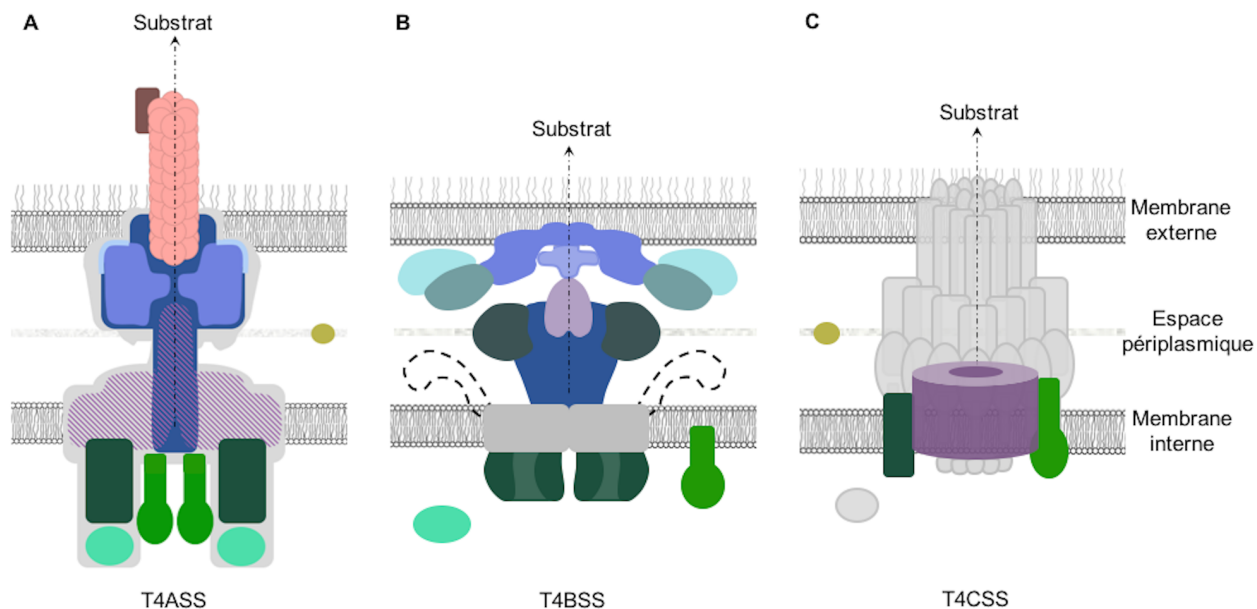 A
Substrat
B
C
Substrat
Substrat
Membrane
externe
Espace
périplasmique
Membrane
interne
T4ASS
T4BSS
T4CSS